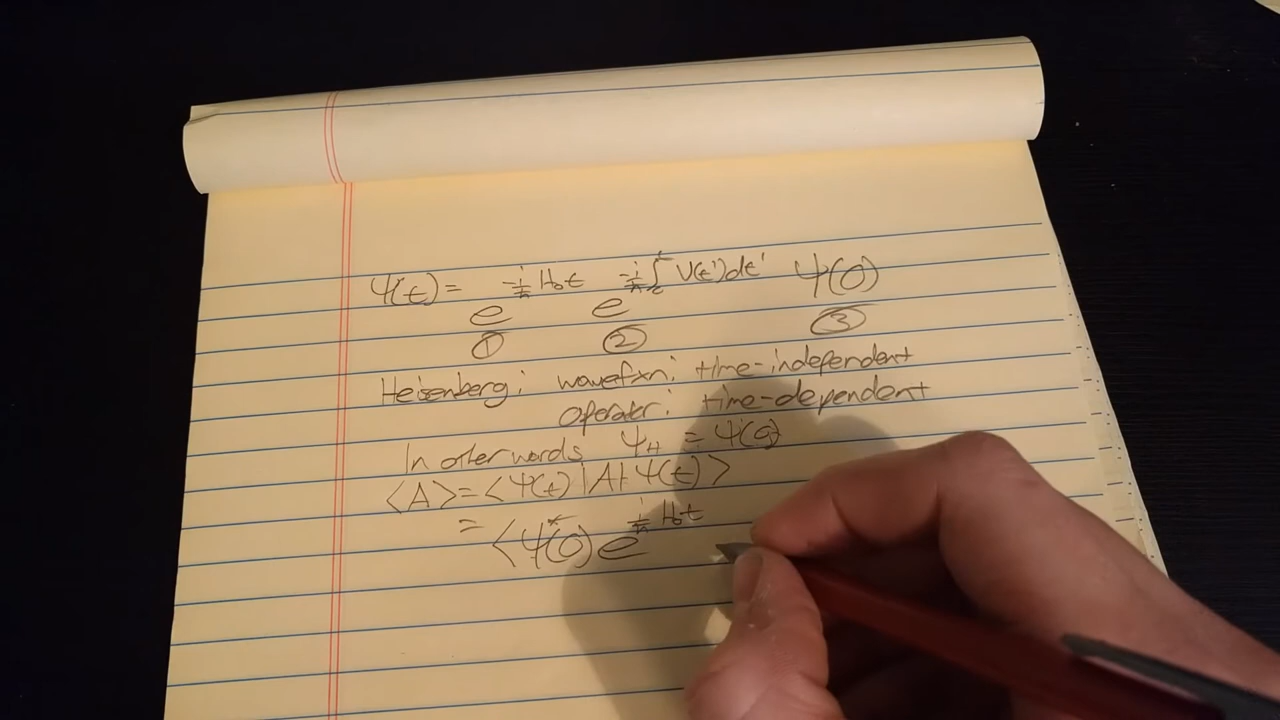 ψ(t) = e^{-i/ħ H₀t} e^{-i/ħ ∫ₜᵗ V(t')dt'} ψ(0)
① ② ③
Heisenberg: wavefxn: time-independent
operator: time-dependent
In other words ψ_H = ψ(0)
<A> = <ψ(t)|A|ψ(t)>
= <ψ*(0) e^{i/ħ H₀t}